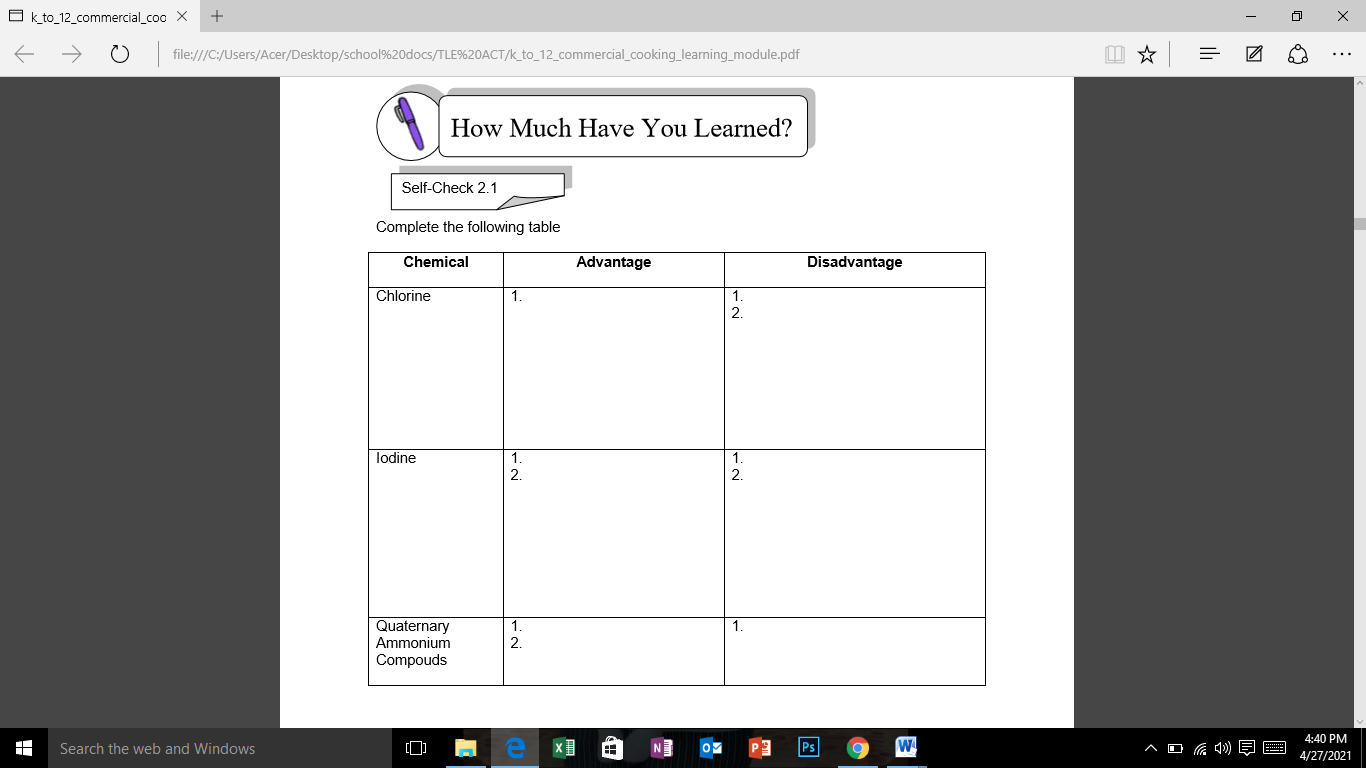 k_to_12_commercial_coo
file:///C:/Users/Acer/Desktop/school%20docs/TLE%20ACT/k_to_12_commercial_cooking_learning_module.pdf
How Much Have You Learned?
Self-Check 2.1
Complete the following table
Chemical Advantage Disadvantage
Chlorine 1. 1.
2.
Iodine 1. 1.
2. 2.
Quaternary 1. 1.
Ammonium 2.
Compouds
Search the web and Windows
4:40 PM
4/27/2021